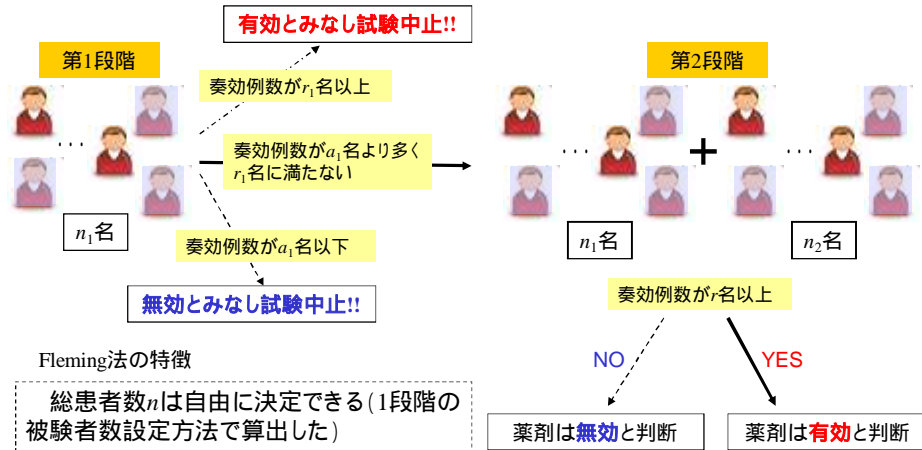 有効とみなし試験中止!!
第1段階
奏効例数がr₁名以上
…
奏効例数がa₁名より多く
r₁名に満たない
n₁名
奏効例数がa₁名以下
無効とみなし試験中止!!
第2段階
…
+
…
n₁名
n₂名
奏効例数がr名以上
NO
YES
薬剤は無効と判断
薬剤は有効と判断
Fleming法の特徴
総患者数nは自由に決定できる(1段階の
被験者数設定方法で算出した)